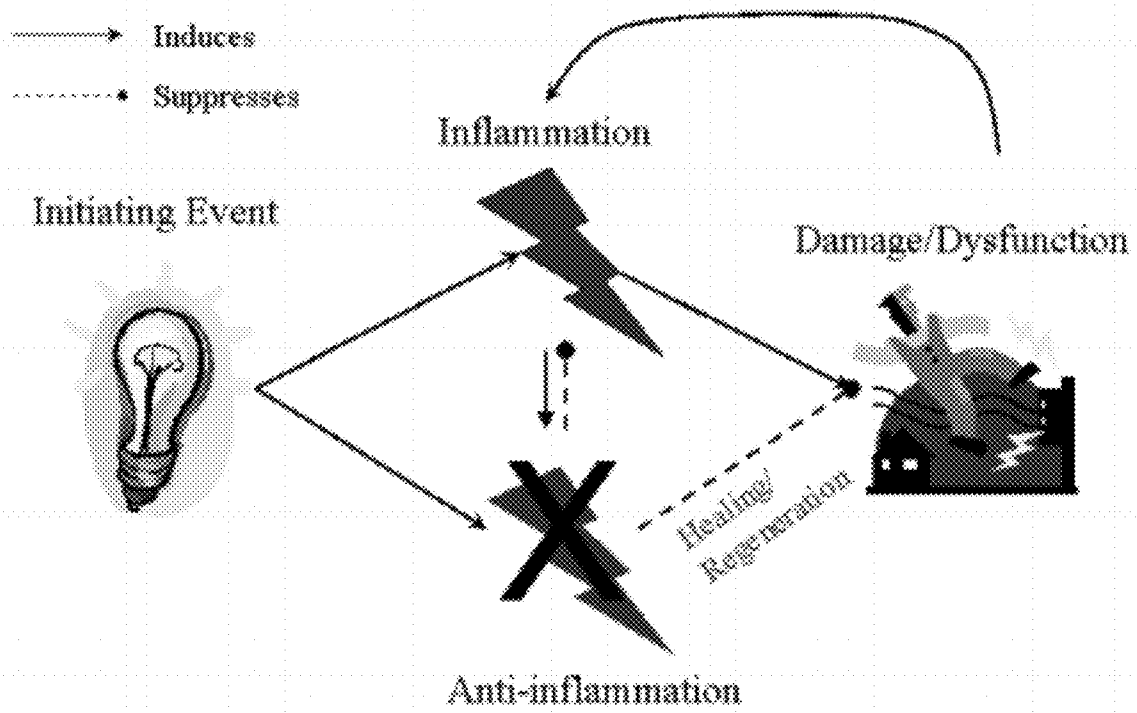 Induces
Suppresses
Inflammation
Initiating Event
Damage/Dysfunction
Healing/
Regeneration
Anti-inflammation